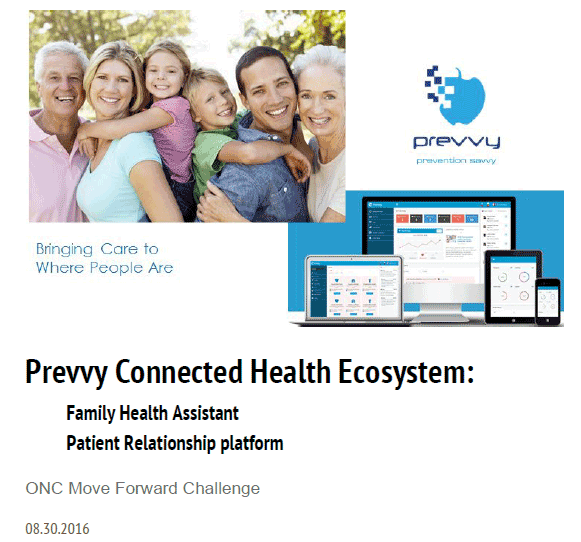 prevvy
prevention savvy
Bringing Care to
Where People Are
Prevvy Connected Health Ecosystem:
Family Health Assistant
Patient Relationship platform
ONC Move Forward Challenge
08.30.2016